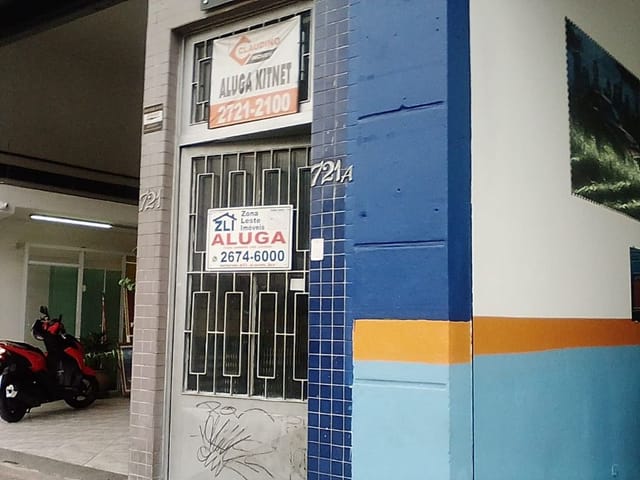 CLAUDINO
ALUGA KITNET
2721-2100
721
721A
ZLI
Zona
Leste
Imóveis
ALUGA
2674-6000